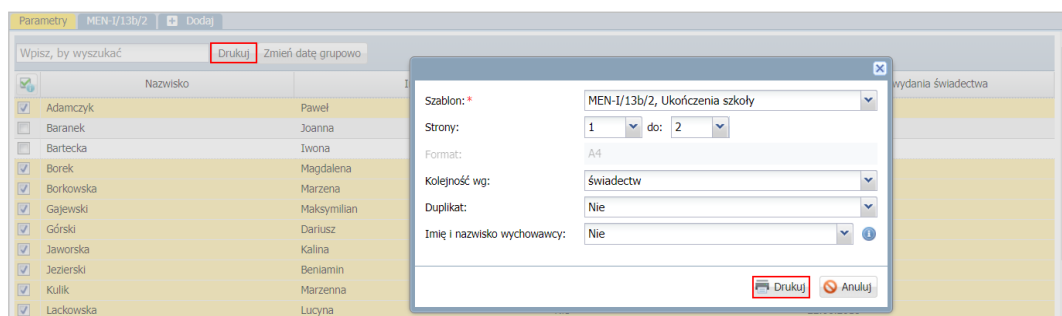 Parametry MEN-I/13b/2 Dodaj
Wpisz, by wyszukać Drukuj Zmień datę grupowo
Nazwisko wydania świadectwa
Adamczyk Paweł
Baranek Joanna
Bartecka Iwona
Borek Magdalena
Borkowska Marzena
Gajewski Maksymilian
Górski Dariusz
Jaworska Kalina
Jezierski Beniamin
Kulik Marzenna
Lackowska Lucyna
Szablon: * MEN-I/13b/2, Ukończenia szkoły
Strony: 1 do: 2
Format: A4
Kolejność wg: świadectw
Duplikat: Nie
Imię i nazwisko wychowawcy: Nie
Drukuj Anuluj